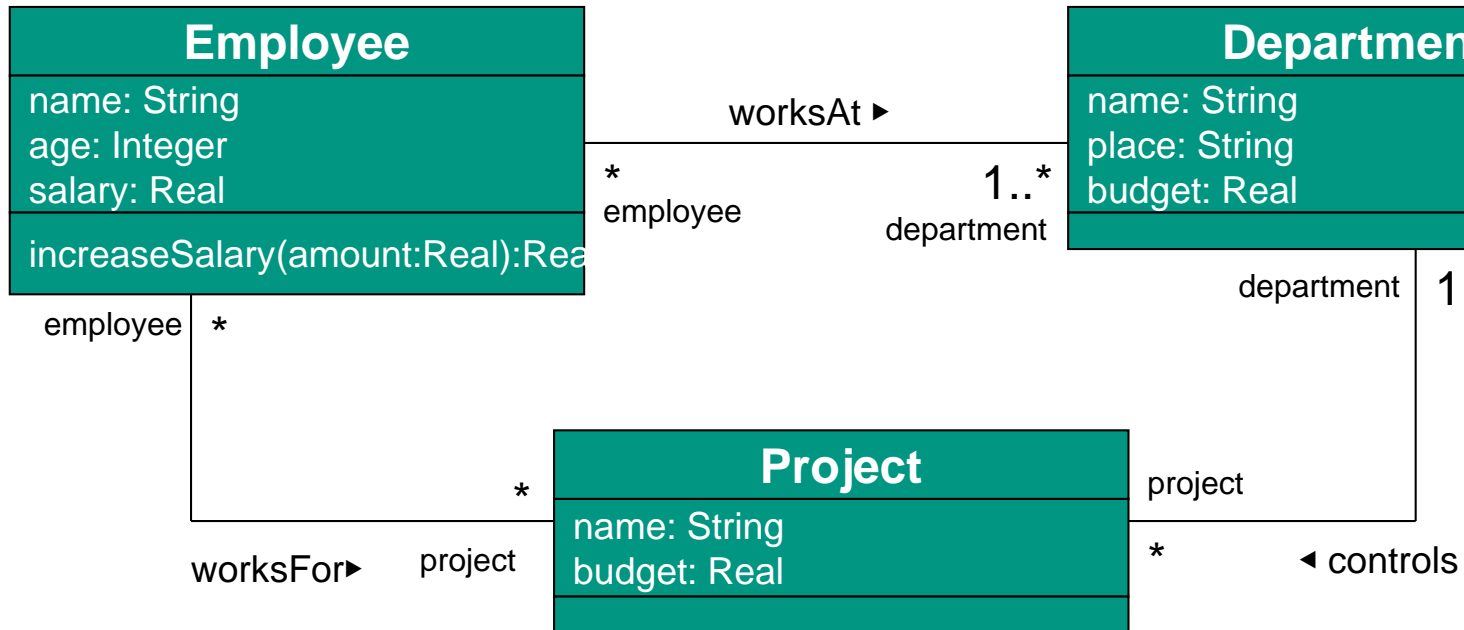 Employee
name: String
age: Integer
salary: Real
increaseSalary(amount:Real):Rea
worksAt ►
*
employee
1..*
department
Departmen
name: String
place: String
budget: Real
employee
*
department
1
Project
name: String
budget: Real
*
project
worksFor►
project
*
◄ controls